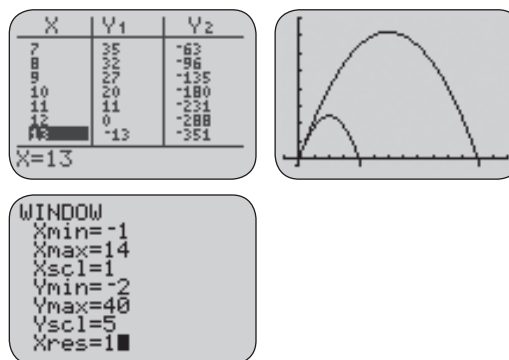 X Y1 Y2
7 35 -63
8 32 -96
9 27 -135
10 20 -180
11 11 -231
12 0 -288
13 -13 -351
X=13
WINDOW
Xmin=-1
Xmax=14
Xscl=1
Ymin=-2
Ymax=40
Yscl=5
Xres=1